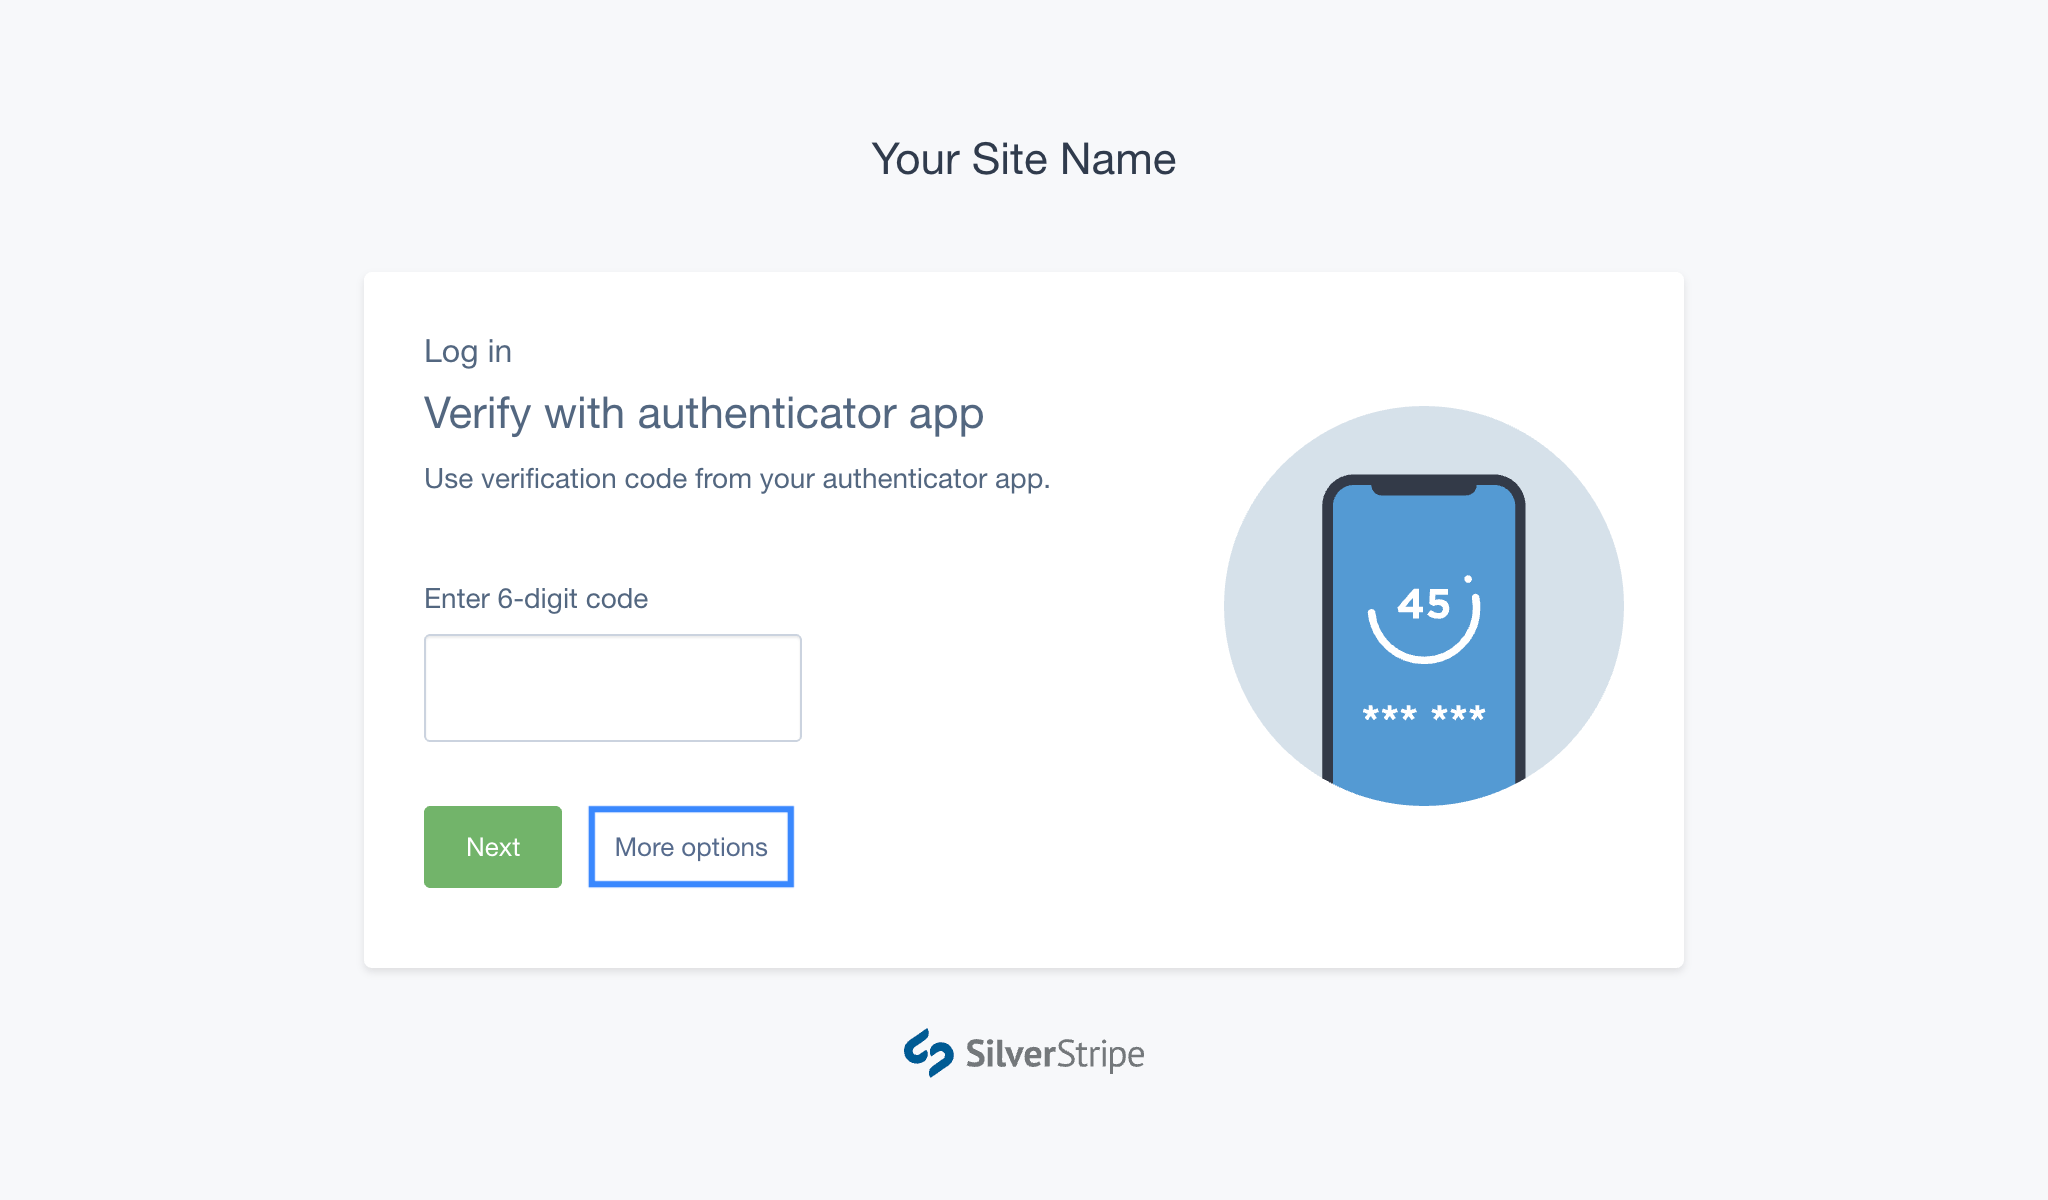 Your Site Name
Log in
Verify with authenticator app
Use verification code from your authenticator app.
Enter 6-digit code
45
*** ***
Next More options
SilverStripe